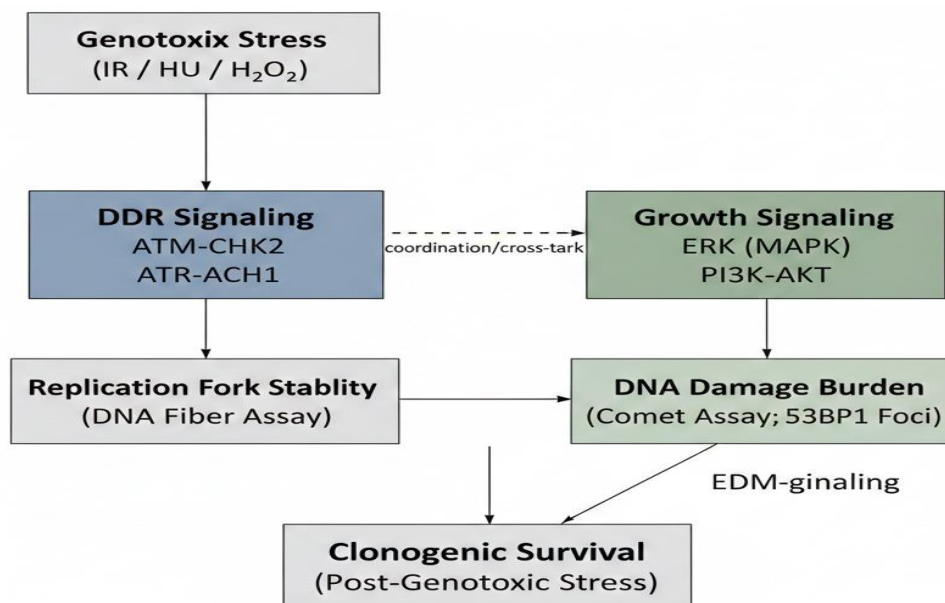 Genotoxix Stress
(IR / HU / H₂O₂)
DDR Signaling
ATM-CHK2
ATR-ACH1
coordination/cross-tark
Growth Signaling
ERK (MAPK)
PI3K-AKT
Replication Fork Stablity
(DNA Fiber Assay)
DNA Damage Burden
(Comet Assay; 53BP1 Foci)
EDM-ginaling
Clonogenic Survival
(Post-Genotoxic Stress)